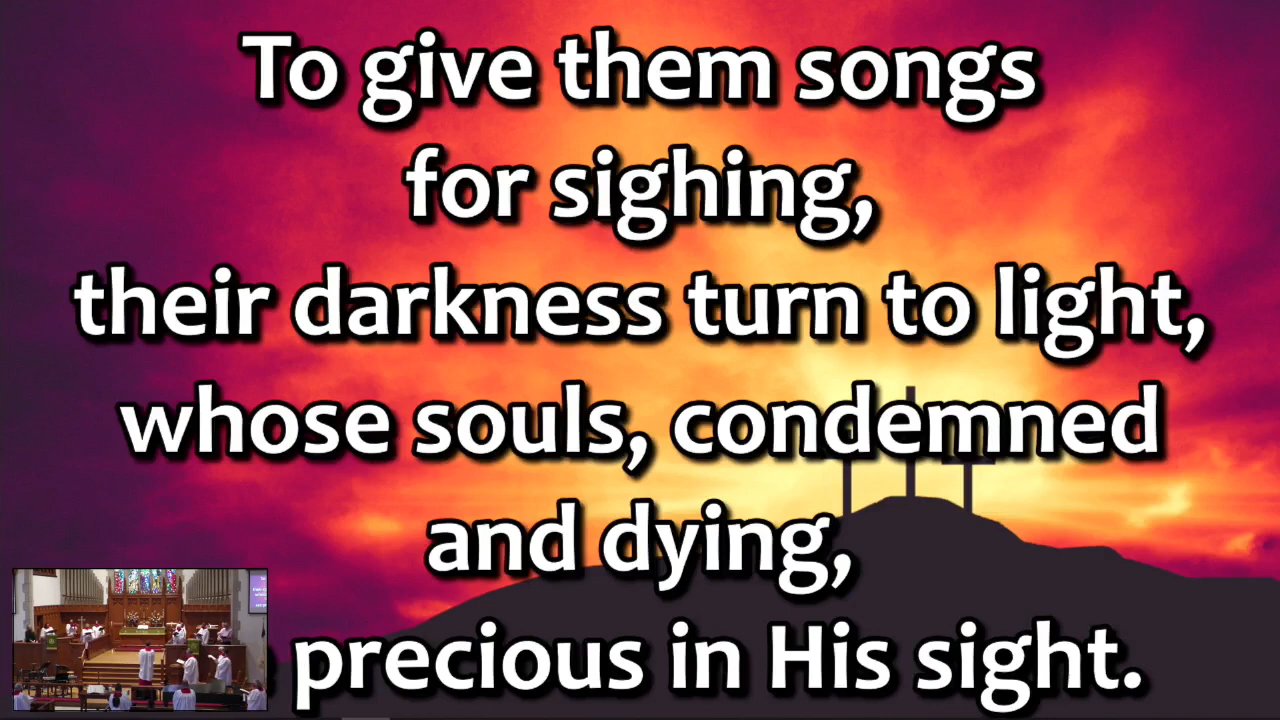 To give them songs
for sighing,
their darkness turn to light,
whose souls, condemned
and dying,
precious in His sight.